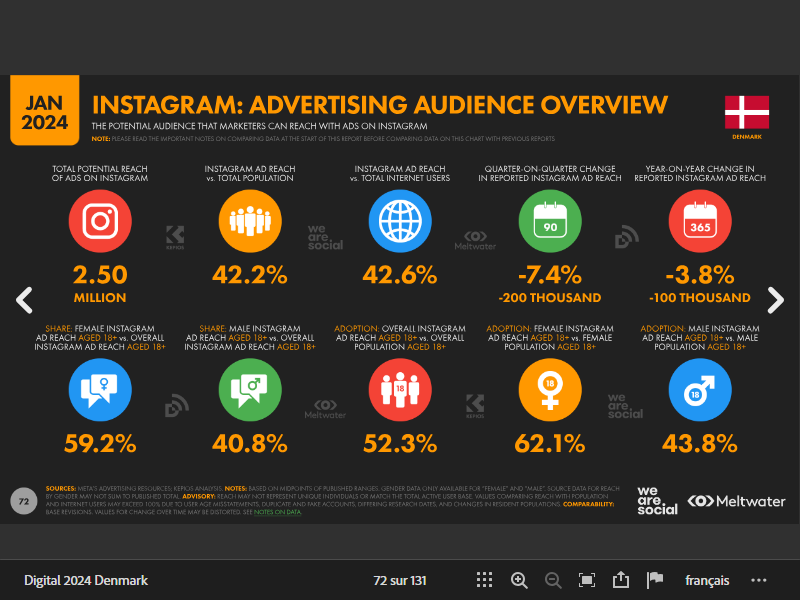 JAN
2024
INSTAGRAM: ADVERTISING AUDIENCE OVERVIEW
THE POTENTIAL AUDIENCE THAT MARKETERS CAN REACH WITH ADS ON INSTAGRAM
NOTE: PLEASE READ THE IMPORTANT NOTES ON COMPARING DATA AT THE START OF THIS REPORT BEFORE COMPARING DATA ON THIS CHART WITH PREVIOUS REPORTS
DENMARK
TOTAL POTENTIAL REACH
OF ADS ON INSTAGRAM
2.50
MILLION
INSTAGRAM AD REACH
vs. TOTAL POPULATION
42.2%
INSTAGRAM AD REACH
vs. TOTAL INTERNET USERS
42.6%
QUARTER-ON-QUARTER CHANGE
IN REPORTED INSTAGRAM AD REACH
90
-7.4%
-200 THOUSAND
YEAR-ON-YEAR CHANGE IN
REPORTED INSTAGRAM AD REACH
365
-3.8%
-100 THOUSAND
KEPIOS
we
are.
social
Meltwater
SHARE: FEMALE INSTAGRAM
AD REACH AGED 18+ vs. OVERALL
INSTAGRAM AD REACH AGED 18+
59.2%
SHARE: MALE INSTAGRAM
AD REACH AGED 18+ vs. OVERALL
INSTAGRAM AD REACH AGED 18+
40.8%
ADOPTION: OVERALL INSTAGRAM
AD REACH AGED 18+ vs. OVERALL
POPULATION AGED 18+
18
52.3%
ADOPTION: FEMALE INSTAGRAM
AD REACH AGED 18+ vs. FEMALE
POPULATION AGED 18+
18
62.1%
ADOPTION: MALE INSTAGRAM
AD REACH AGED 18+ vs. MALE
POPULATION AGED 18+
18
43.8%
Meltwater
KEPIOS
we
are.
social
72
SOURCES: META'S ADVERTISING RESOURCES; KEPIOS ANALYSIS. NOTES: BASED ON MIDPOINTS OF PUBLISHED RANGES. GENDER DATA ONLY AVAILABLE FOR "FEMALE" AND "MALE". SOURCE DATA FOR REACH
BY GENDER MAY NOT SUM TO PUBLISHED TOTAL. ADVISORY: REACH MAY NOT REPRESENT UNIQUE INDIVIDUALS OR MATCH THE TOTAL ACTIVE USER BASE. VALUES COMPARING REACH WITH POPULATION
AND INTERNET USERS MAY EXCEED 100% DUE TO USER AGE MISSTATEMENTS, DUPLICATE AND FAKE ACCOUNTS, DIFFERING RESEARCH DATES, AND CHANGES IN RESIDENT POPULATIONS. COMPARABILITY:
BASE REVISIONS. VALUES FOR CHANGE OVER TIME MAY BE DISTORTED. SEE NOTES ON DATA.
we
are.
social
Meltwater
Digital 2024 Denmark
72 sur 131
français